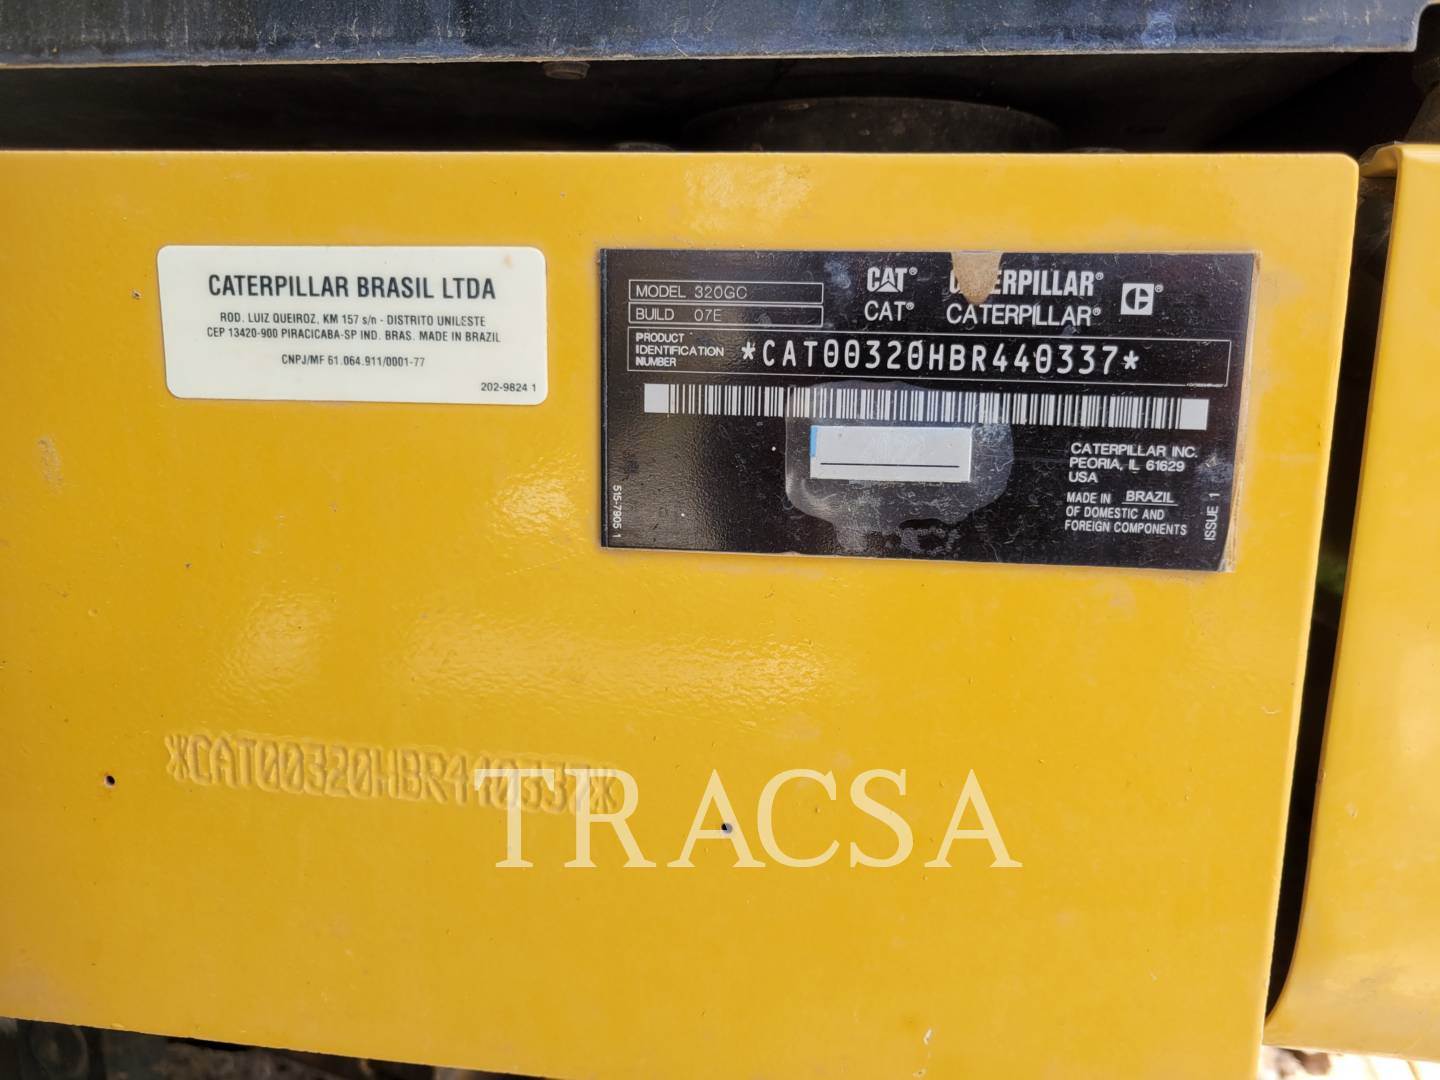 CATERPILLAR BRASIL LTDA
ROD. LUIZ QUEIROZ, KM 157 s/n - DISTRITO UNILESTE
CEP 13420-900 PIRACICABA-SP IND. BRAS. MADE IN BRAZIL
CNPJ/MF 61.064.911/0001-77
202-9824 1
MODEL 320GC
BUILD 07E
CAT® CATERPILLAR®
CAT® CATERPILLAR®
PRODUCT
IDENTIFICATION
NUMBER
*CAT00320HBR440337*
CATERPILLAR INC.
PEORIA, IL 61629
USA
MADE IN BRAZIL
OF DOMESTIC AND
FOREIGN COMPONENTS
515-7905 1
ISSUE 1
*CAT00320HBR440337*
TRACSA